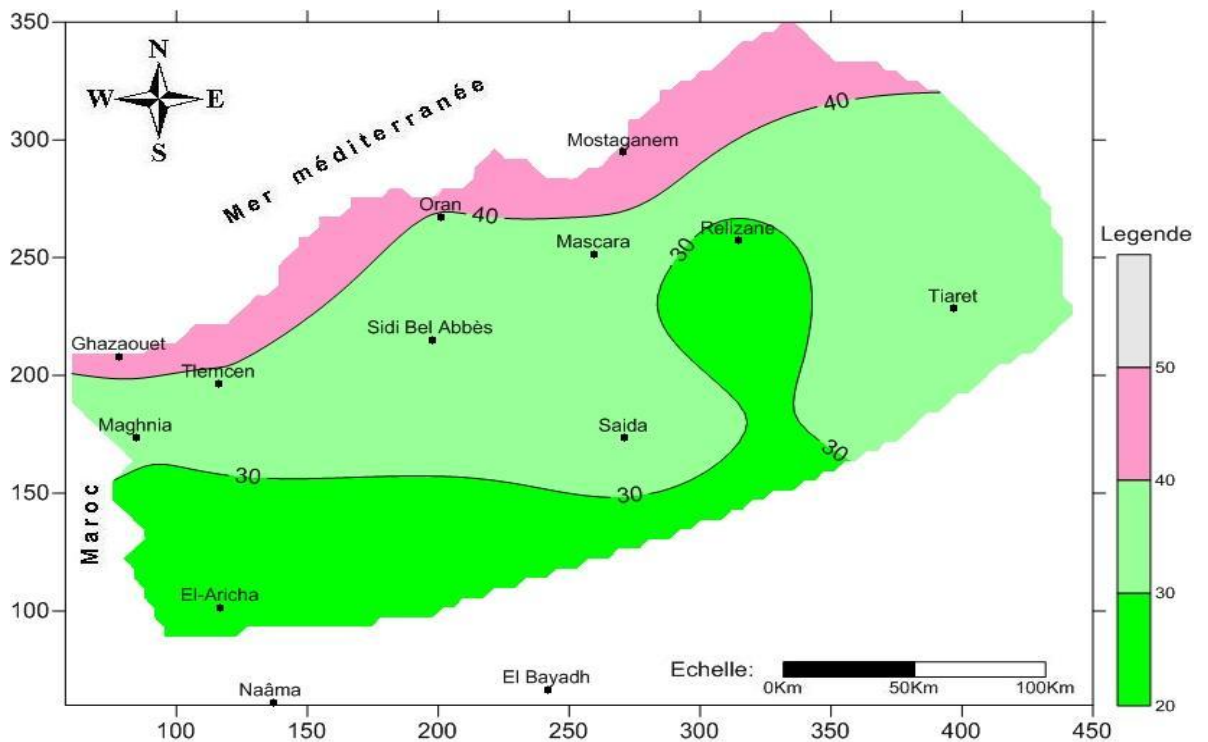 350
300
250
200
150
100
N
W E
S
Mer méditerranée
Maroc
Mostaganem
Oran
Mascara
Relizane
Tiaret
Sidi Bel Abbès
Ghazaouet
Tlemcen
Maghnia
Saida
El-Aricha
Naâma
El Bayadh
40
40
30
30
30
30
Echelle:
0Km 50Km 100Km
100 150 200 250 300 350 400 450
Legende
50
40
30
20